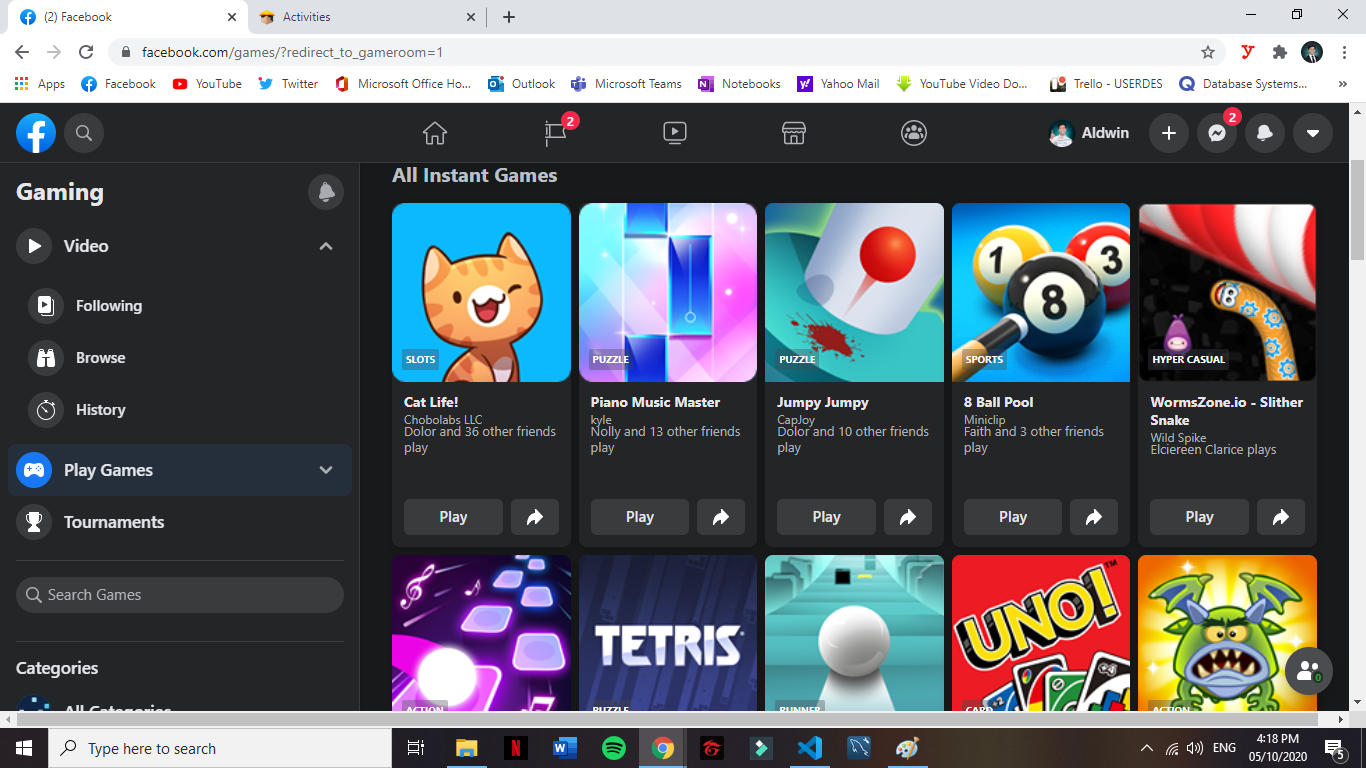 (2) Facebook
Activities
facebook.com/games/?redirect_to_gameroom=1
Apps
Facebook
YouTube
Twitter
Microsoft Office Ho...
Outlook
Microsoft Teams
Notebooks
Yahoo Mail
YouTube Video Do...
Trello - USERDES
Database Systems...
2
Aldwin
2
Gaming
Video
Following
Browse
History
Play Games
Tournaments
Search Games
Categories
All Categories
All Instant Games
SLOTS
Cat Life!
Chobolabs LLC
Dolor and 36 other friends
play
Play
PUZZLE
Piano Music Master
kyle
Nolly and 13 other friends
play
Play
PUZZLE
Jumpy Jumpy
CapJoy
Dolor and 10 other friends
play
Play
1
3
8
SPORTS
8 Ball Pool
Miniclip
Faith and 3 other friends
play
Play
HYPER CASUAL
WormsZone.io - Slither
Snake
Wild Spike
Elciereen Clarice plays
Play
ACTION
TETRIS
PUZZLE
RUNNER
UNO!
TM
CARD
ACTION
0
Type here to search
ENG
4:18 PM
05/10/2020
5